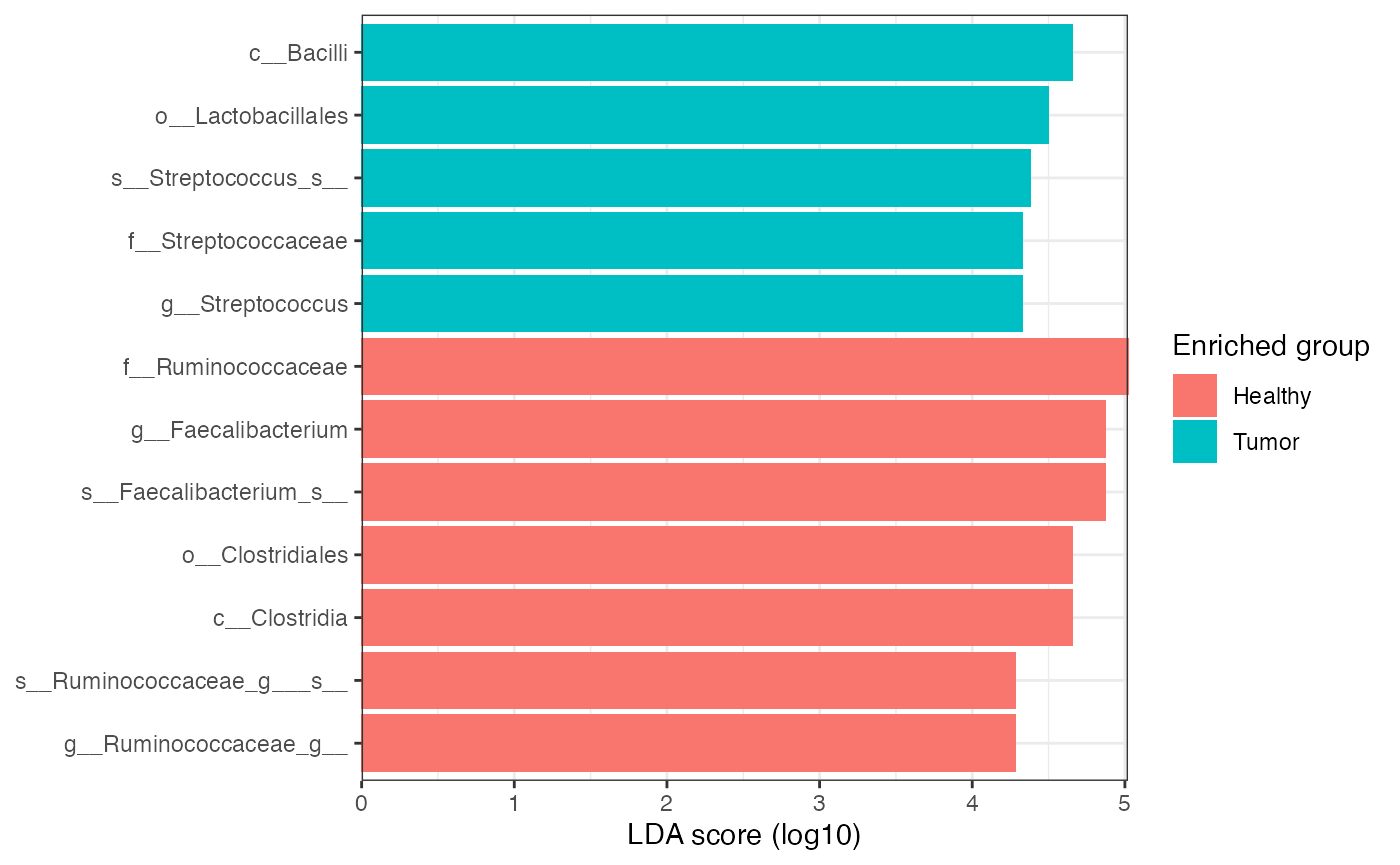 c__Bacilli
o__Lactobacillales
s__Streptococcus_s__
f__Streptococcaceae
g__Streptococcus
f__Ruminococcaceae
g__Faecalibacterium
s__Faecalibacterium_s__
o__Clostridiales
c__Clostridia
s__Ruminococcaceae_g___s__
g__Ruminococcaceae_g__
0 1 2 3 4 5
LDA score (log10)
Enriched group
Healthy
Tumor